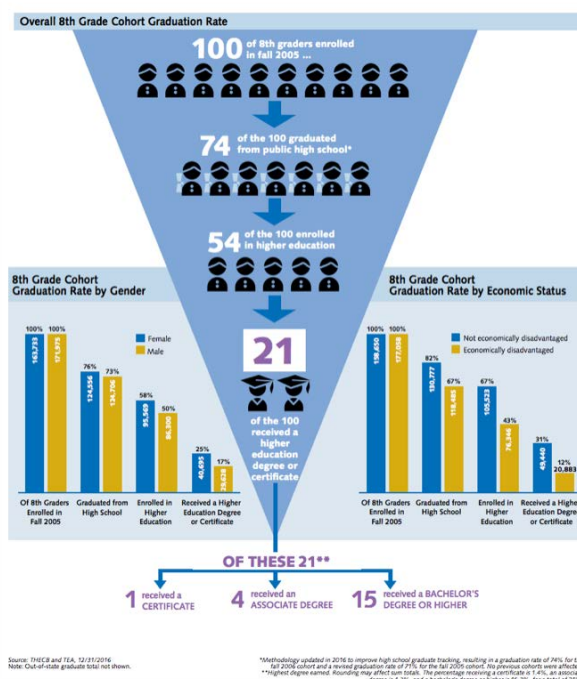 Overall 8th Grade Cohort Graduation Rate
100 of 8th graders enrolled
in fall 2005 ...
74 of the 100 graduated
from public high school*
54 of the 100 enrolled
in higher education
21
of the 100
received a
higher
education
degree or
certificate
8th Grade Cohort
Graduation Rate by Gender
Female
Male
100% 100%
163,733
171,975
76% 73%
124,556
124,706
58% 50%
95,569
25% 17%
40,695
29,628
Of 8th Graders
Enrolled in
Fall 2005
Graduated from
High School
Enrolled in
Higher
Education
Received a Higher
Education Degree
or Certificate
8th Grade Cohort
Graduation Rate by Economic Status
Not economically disadvantaged
Economically disadvantaged
100% 100%
158,650
177,058
82% 67%
130,777
118,485
67% 43%
105,523
76,346
31% 12%
49,440
20,883
Of 8th Graders
Enrolled in
Fall 2005
Graduated from
High School
Enrolled in
Higher
Education
Received a Higher
Education Degree
or Certificate
OF THESE 21**
1 received a
CERTIFICATE
4 received an
ASSOCIATE DEGREE
15 received a BACHELOR'S
DEGREE OR HIGHER
Source: THECB and TEA, 12/31/2016
Note: Out-of-state graduate total not shown.
*Methodology updated in 2016 to improve high school graduate tracking, resulting in a graduation rate of 74% for the
fall 2006 cohort and a revised graduation rate of 71% for the fall 2005 cohort. No previous cohorts were affected
**Highest degree earned. Rounding may affect sum totals. The percentage receiving a certificate is 1.4%, an associate